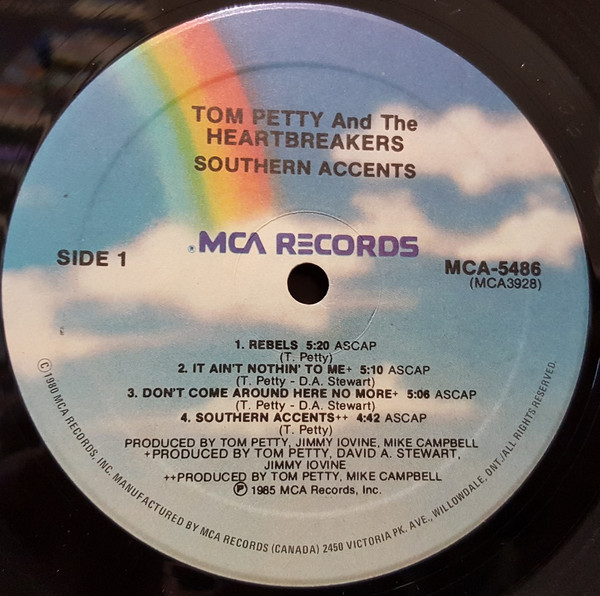 TOM PETTY And The
HEARTBREAKERS
SOUTHERN ACCENTS
® MCA RECORDS
SIDE 1
MCA-5486
(MCA3928)
1. REBELS 5:20 ASCAP
(T. Petty)
2. IT AIN'T NOTHIN' TO ME+ 5:10 ASCAP
(T. Petty - D.A. Stewart)
3. DON'T COME AROUND HERE NO MORE+ 5:06 ASCAP
(T. Petty - D.A. Stewart)
4. SOUTHERN ACCENTS++ 4:42 ASCAP
(T. Petty)
PRODUCED BY TOM PETTY, JIMMY IOVINE, MIKE CAMPBELL
+PRODUCED BY TOM PETTY, DAVID A. STEWART,
JIMMY IOVINE
++PRODUCED BY TOM PETTY, MIKE CAMPBELL
℗ 1985 MCA Records, Inc.
© 1980 MCA RECORDS, INC. MANUFACTURED BY MCA RECORDS (CANADA) 2450 VICTORIA PK. AVE., WILLOWDALE, ONT./ALL RIGHTS RESERVED.